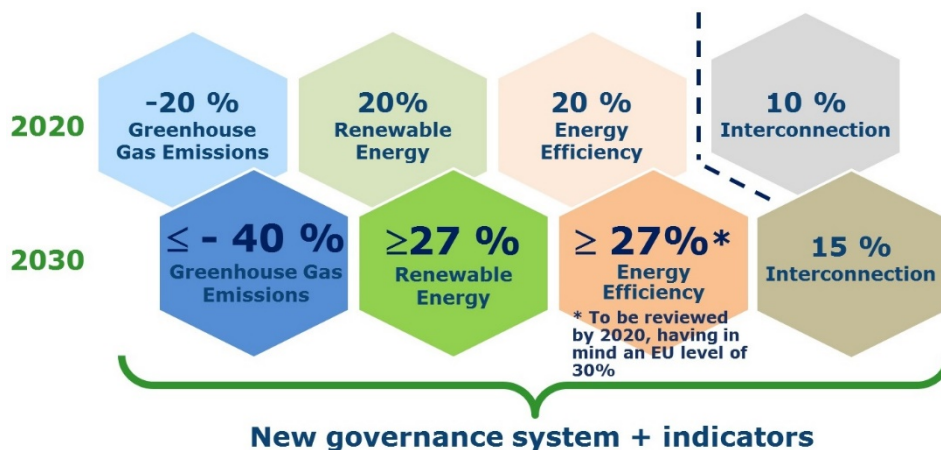 2020
-20 %
Greenhouse
Gas Emissions
20%
Renewable
Energy
20 %
Energy
Efficiency
10 %
Interconnection
2030
≤ - 40 %
Greenhouse Gas
Emissions
≥27 %
Renewable
Energy
≥ 27%*
Energy
Efficiency
* To be reviewed
by 2020, having in
mind an EU level of
30%
15 %
Interconnection
New governance system + indicators